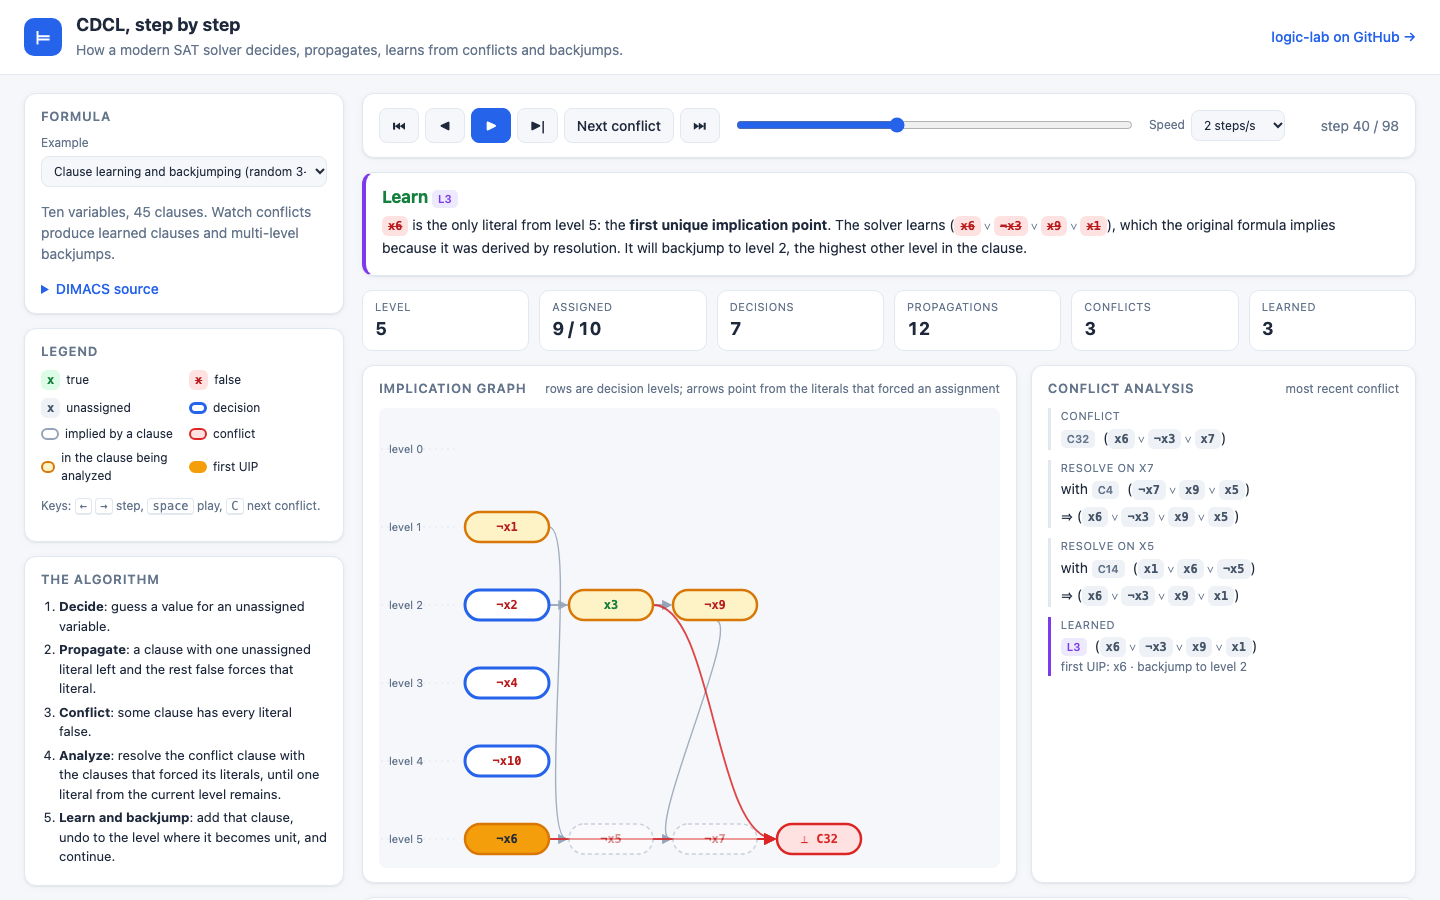 ⊨
CDCL, step by step
How a modern SAT solver decides, propagates, learns from conflicts and backjumps.
logic-lab on GitHub →
FORMULA
Example
Clause learning and backjumping (random 3-
Ten variables, 45 clauses. Watch conflicts
produce learned clauses and multi-level
backjumps.
▶ DIMACS source
LEGEND
x true
x false
x unassigned
decision
implied by a clause
conflict
in the clause being
analyzed
first UIP
Keys: ← → step, space play, C next conflict.
THE ALGORITHM
1. Decide: guess a value for an unassigned
variable.
2. Propagate: a clause with one unassigned
literal left and the rest false forces that
literal.
3. Conflict: some clause has every literal
false.
4. Analyze: resolve the conflict clause with
the clauses that forced its literals, until one
literal from the current level remains.
5. Learn and backjump: add that clause,
undo to the level where it becomes unit, and
continue.
Next conflict
Speed
2 steps/s
step 40 / 98
Learn L3
x6 is the only literal from level 5: the first unique implication point. The solver learns (x6 ∨ ¬x3 ∨ x9 ∨ x1), which the original formula implies
because it was derived by resolution. It will backjump to level 2, the highest other level in the clause.
LEVEL
5
ASSIGNED
9 / 10
DECISIONS
7
PROPAGATIONS
12
CONFLICTS
3
LEARNED
3
IMPLICATION GRAPH
rows are decision levels; arrows point from the literals that forced an assignment
level 0
level 1 ¬x1
level 2 ¬x2 x3 ¬x9
level 3 ¬x4
level 4 ¬x10
level 5 ¬x6 ¬x5 ¬x7 ⊥ C32
CONFLICT ANALYSIS
most recent conflict
CONFLICT
C32 (x6 ∨ ¬x3 ∨ x7)
RESOLVE ON X7
with C4 (¬x7 ∨ x9 ∨ x5)
⇒ (x6 ∨ ¬x3 ∨ x9 ∨ x5)
RESOLVE ON X5
with C14 (x1 ∨ x6 ∨ ¬x5)
⇒ (x6 ∨ ¬x3 ∨ x9 ∨ x1)
LEARNED
L3 (x6 ∨ ¬x3 ∨ x9 ∨ x1)
first UIP: x6 · backjump to level 2